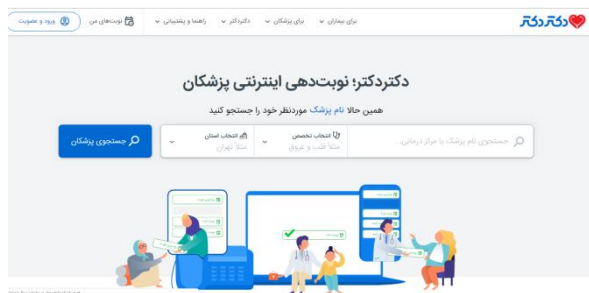 دکتردکتر
برای بیماران
برای پزشکان
دکتردکتر
راهنما و پشتیبانی
نوبت‌های من
ورود و عضویت
دکتردکتر؛ نوبت‌دهی اینترنتی پزشکان
همین حالا نام پزشک موردنظر خود را جستجو کنید
جستجوی نام پزشک یا مرکز درمانی...
انتخاب تخصص
مثلاً قلب و عروق
انتخاب استان
مثلاً تهران
جستجوی پزشکان